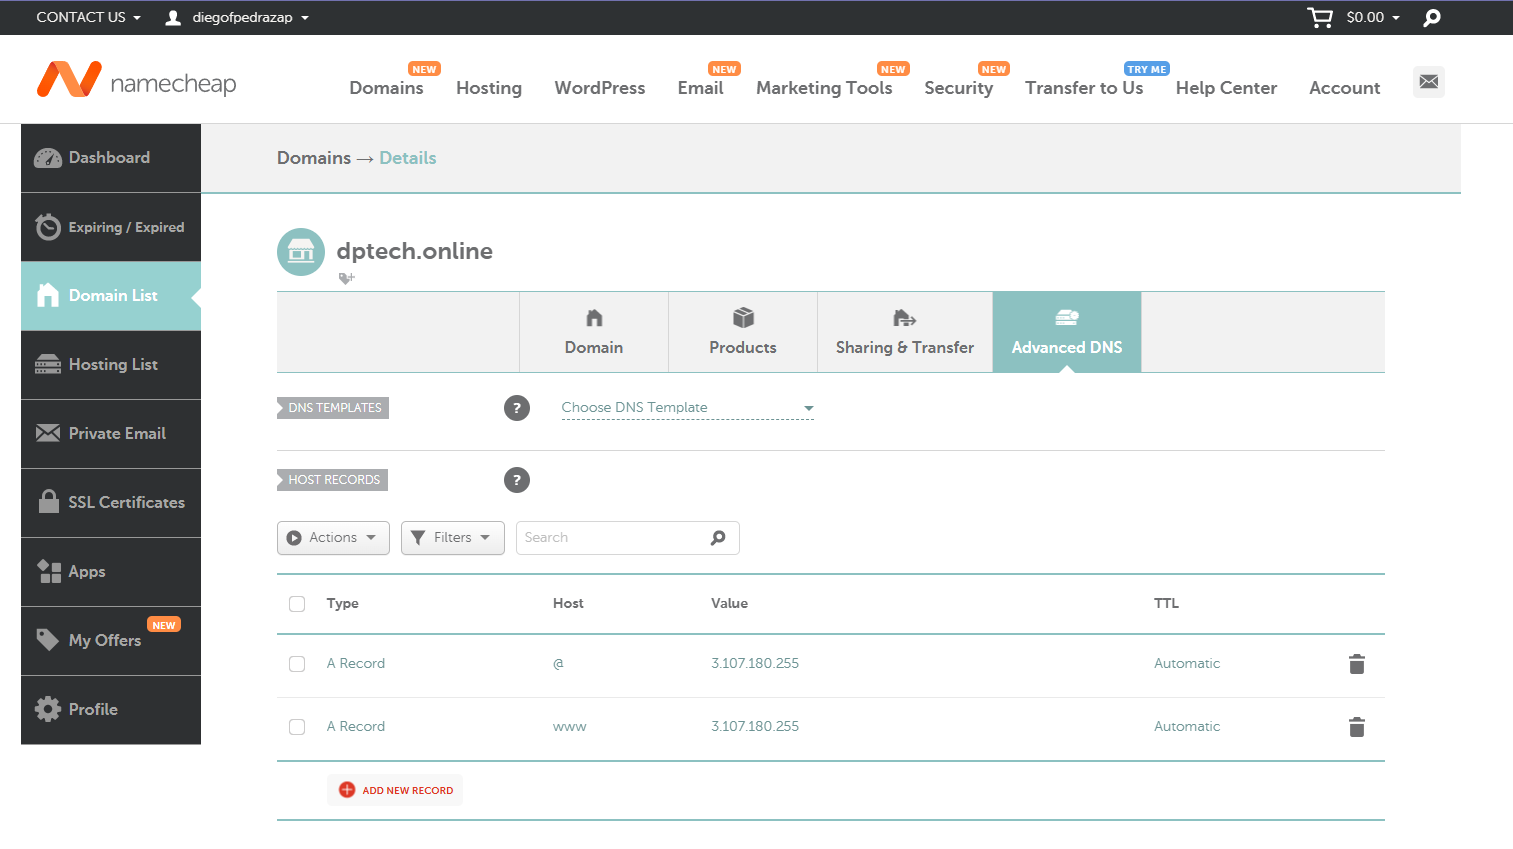 CONTACT US
diegofpedrazap
$0.00
namecheap
Domains NEW
Hosting
WordPress
Email NEW
Marketing Tools NEW
Security NEW
Transfer to Us TRY ME
Help Center
Account
Dashboard
Expiring / Expired
Domain List
Hosting List
Private Email
SSL Certificates
Apps
My Offers NEW
Profile
Domains → Details
dptech.online
Domain
Products
Sharing & Transfer
Advanced DNS
DNS TEMPLATES ? Choose DNS Template
HOST RECORDS ?
Actions Filters Search
Type Host Value TTL
A Record @ 3.107.180.255 Automatic
A Record www 3.107.180.255 Automatic
ADD NEW RECORD